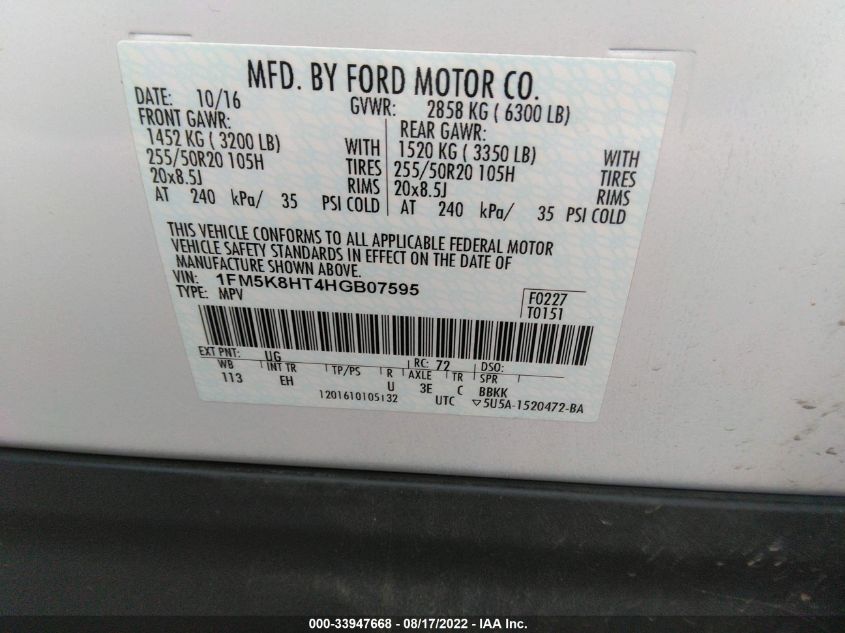 MFD. BY FORD MOTOR CO.
DATE: 10/16 GVWR: 2858 KG ( 6300 LB)
FRONT GAWR:
1452 KG ( 3200 LB) WITH
255/50R20 105H TIRES
20x8.5J RIMS
AT 240 kPa/ 35 PSI COLD
REAR GAWR:
1520 KG ( 3350 LB) WITH
255/50R20 105H TIRES
20x8.5J RIMS
AT 240 kPa/ 35 PSI COLD
THIS VEHICLE CONFORMS TO ALL APPLICABLE FEDERAL MOTOR
VEHICLE SAFETY STANDARDS IN EFFECT ON THE DATE OF
MANUFACTURE SHOWN ABOVE.
VIN: 1FM5K8HT4HGB07595
TYPE: MPV
F0227
T0151
EXT PNT: UG RC: 72 DSO:
WB INT TR TP/PS R AXLE TR SPR
113 EH U 3E C BBKK
1201610105132 UTC ▽5U5A-1520472-BA
000-33947668 - 08/17/2022 - IAA Inc.